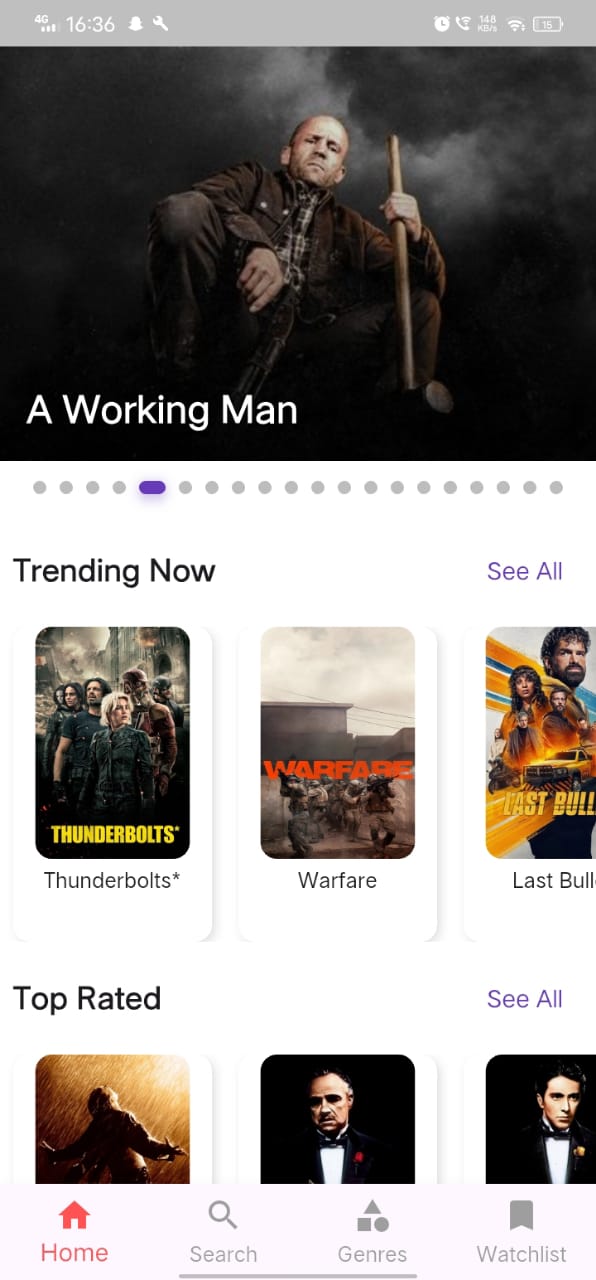 4G 16:36 148 KB/s 15
A Working Man
Trending Now See All
THUNDERBOLTS* WARFARE LAST BULL
Thunderbolts* Warfare Last Bulle
Top Rated See All
Home Search Genres Watchlist